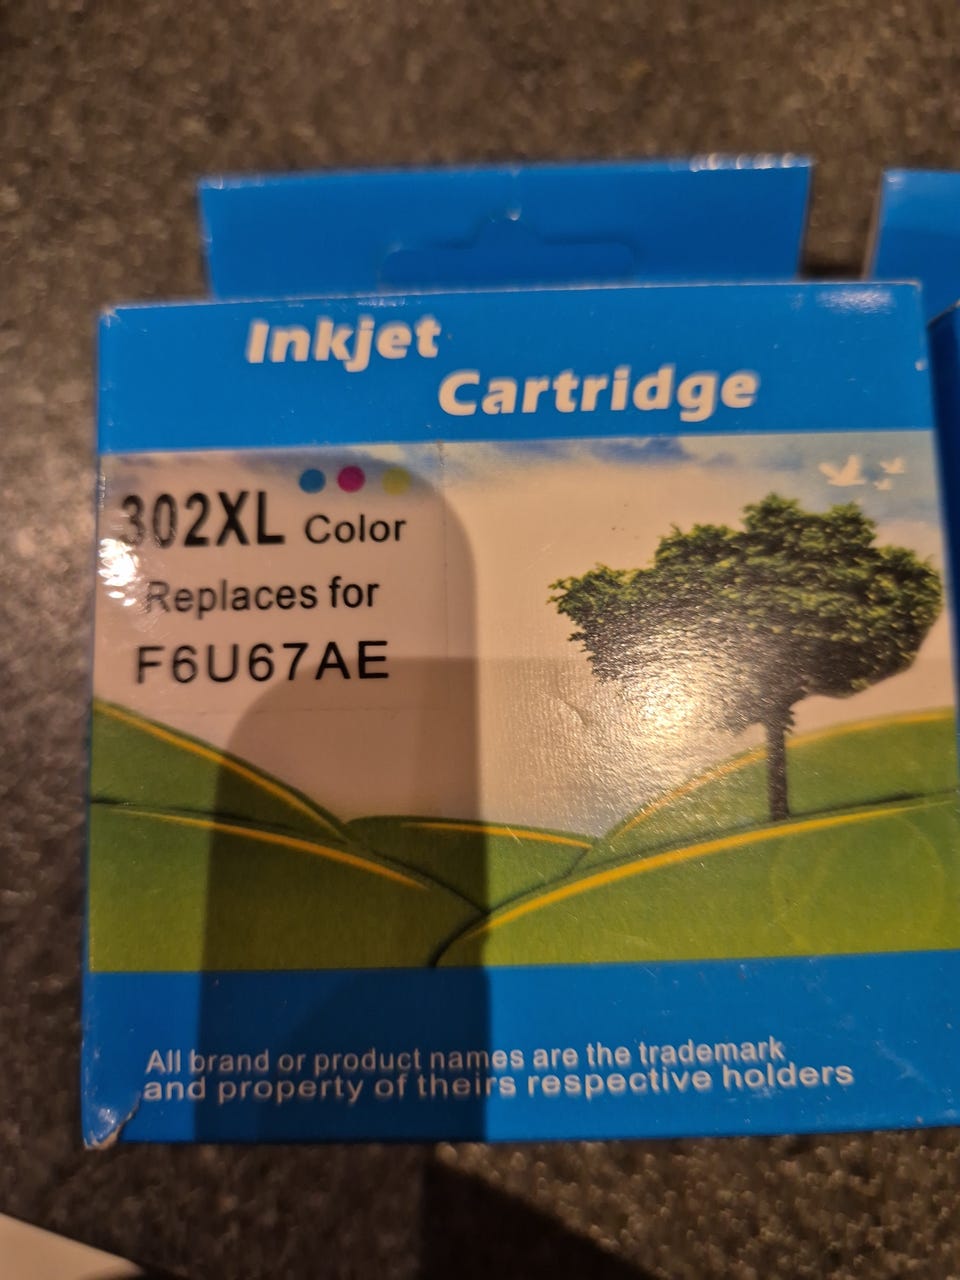 Inkjet
Cartridge
302XL Color
Replaces for
F6U67AE
All brand or product names are the trademark
and property of theirs respective holders